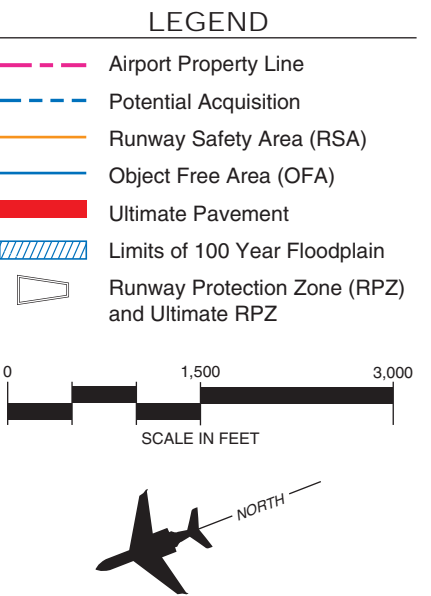 LEGEND
Airport Property Line
Potential Acquisition
Runway Safety Area (RSA)
Object Free Area (OFA)
Ultimate Pavement
Limits of 100 Year Floodplain
Runway Protection Zone (RPZ)
and Ultimate RPZ
0 1,500 3,000
SCALE IN FEET
NORTH